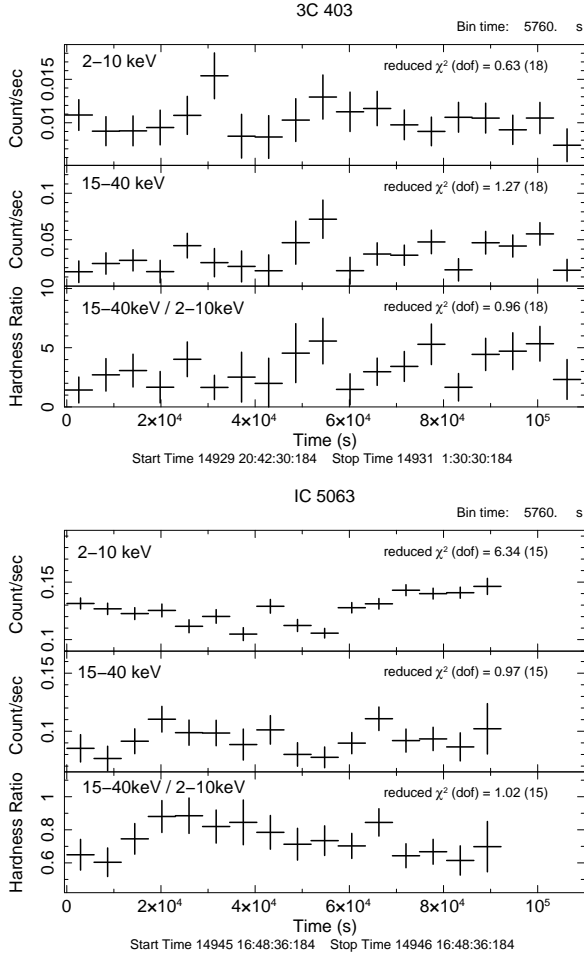 3C 403
Bin time: 5760. s
2−10 keV
reduced χ² (dof) = 0.63 (18)
Count/sec
0.01 0.015
15−40 keV
reduced χ² (dof) = 1.27 (18)
Count/sec
0 0.05 0.1
15−40keV / 2−10keV
reduced χ² (dof) = 0.96 (18)
Hardness Ratio
0 5 10
0 2×10⁴ 4×10⁴ 6×10⁴ 8×10⁴ 10⁵
Time (s)
Start Time 14929 20:42:30:184 Stop Time 14931 1:30:30:184
IC 5063
Bin time: 5760. s
2−10 keV
reduced χ² (dof) = 6.34 (15)
Count/sec
0.1 0.15
15−40 keV
reduced χ² (dof) = 0.97 (15)
Count/sec
0.1 0.15
15−40keV / 2−10keV
reduced χ² (dof) = 1.02 (15)
Hardness Ratio
0.6 0.8 1
0 2×10⁴ 4×10⁴ 6×10⁴ 8×10⁴ 10⁵
Time (s)
Start Time 14945 16:48:36:184 Stop Time 14946 16:48:36:184